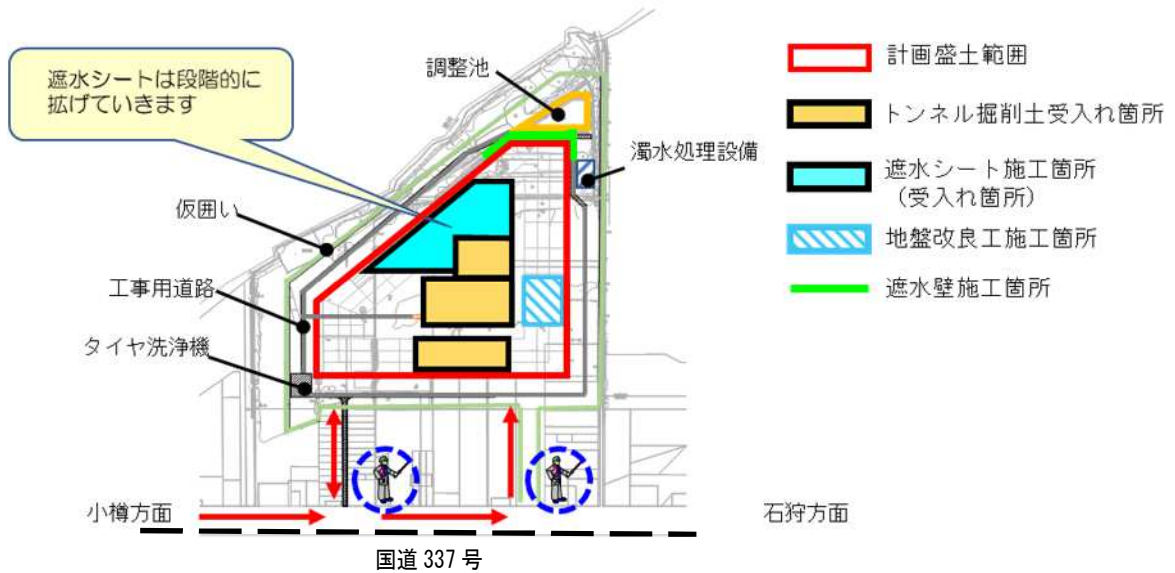 遮水シートは段階的に
拡げていきます
調整池
濁水処理設備
仮囲い
工事用道路
タイヤ洗浄機
計画盛土範囲
トンネル掘削土受入れ箇所
遮水シート施工箇所
（受入れ箇所）
地盤改良工施工箇所
遮水壁施工箇所
小樽方面
石狩方面
国道 337 号